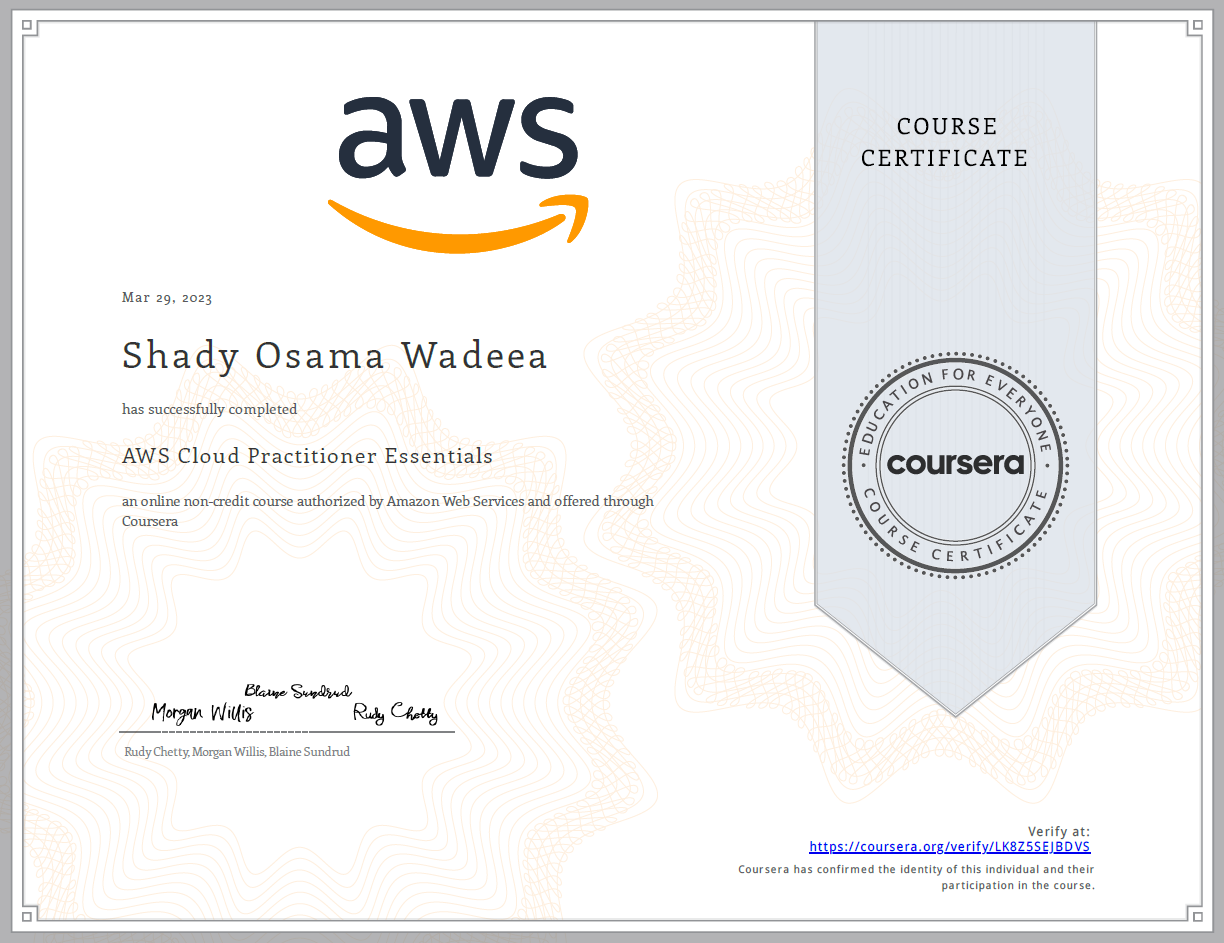 aws
COURSE
CERTIFICATE
Mar 29, 2023
Shady Osama Wadeea
has successfully completed
AWS Cloud Practitioner Essentials
an online non-credit course authorized by Amazon Web Services and offered through
Coursera
EDUCATION FOR EVERYONE
coursera
COURSE CERTIFICATE
Blaine Sundrud
Morgan Willis
Rudy Chetty
Rudy Chetty, Morgan Willis, Blaine Sundrud
Verify at:
https://coursera.org/verify/LK8Z5SEJBDVS
Coursera has confirmed the identity of this individual and their
participation in the course.